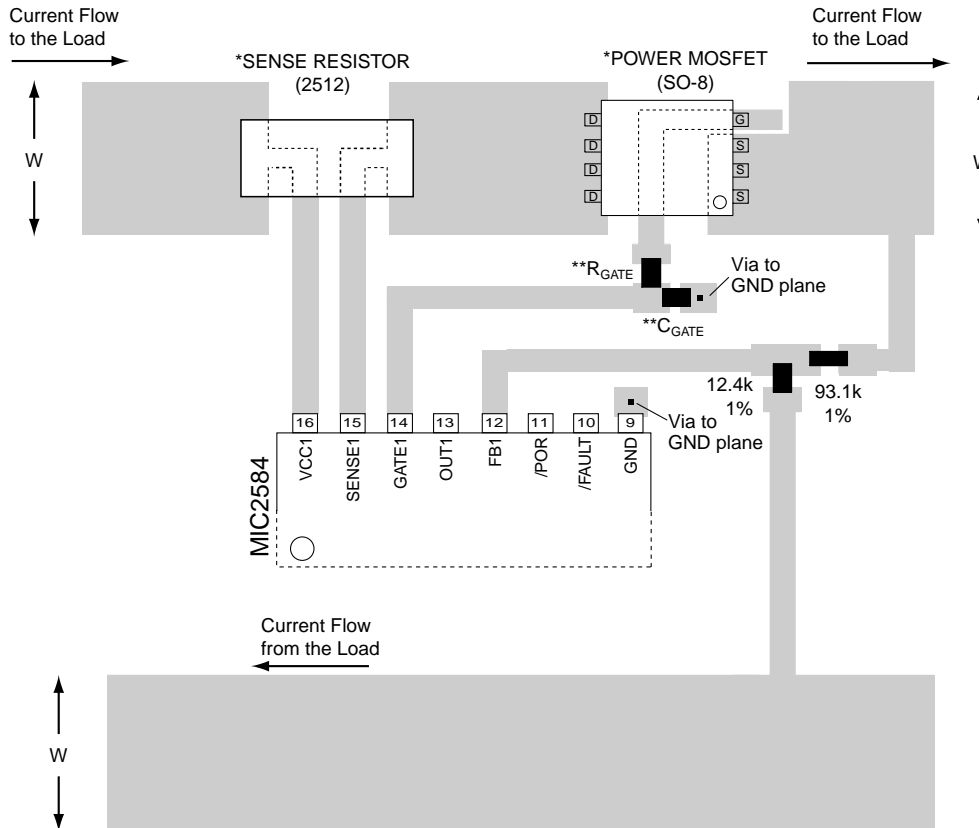 Current Flow
to the Load
*SENSE RESISTOR
(2512)
*POWER MOSFET
(SO-8)
Current Flow
to the Load
W
W
D
D
D
D
G
S
S
S
**RGATE
Via to
GND plane
**CGATE
12.4k
1%
93.1k
1%
Via to
GND plane
16
15
14
13
12
11
10
9
VCC1
SENSE1
GATE1
OUT1
FB1
/POR
/FAULT
GND
MIC2584
Current Flow
from the Load
W